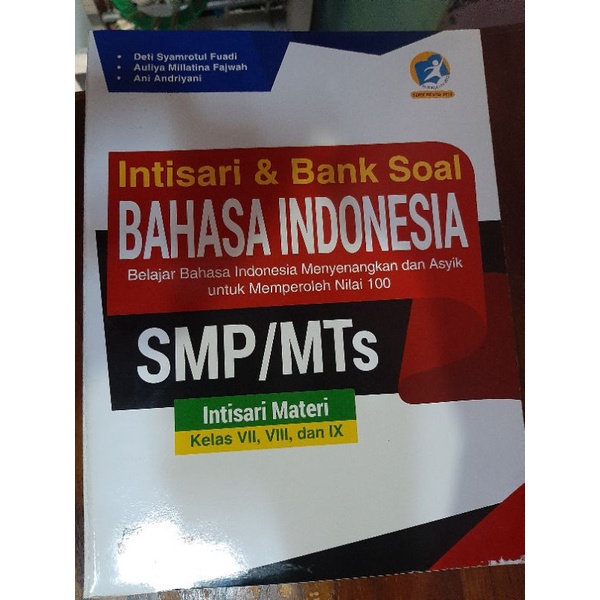 • Deti Syamrotul Fuadi
• Auliya Millatina Fajwah
• Ani Andriyani
Intisari & Bank Soal
BAHASA INDONESIA
Belajar Bahasa Indonesia Menyenangkan dan Asyik
untuk Memperoleh Nilai 100
SMP/MTs
Intisari Materi
Kelas VII, VIII, dan IX